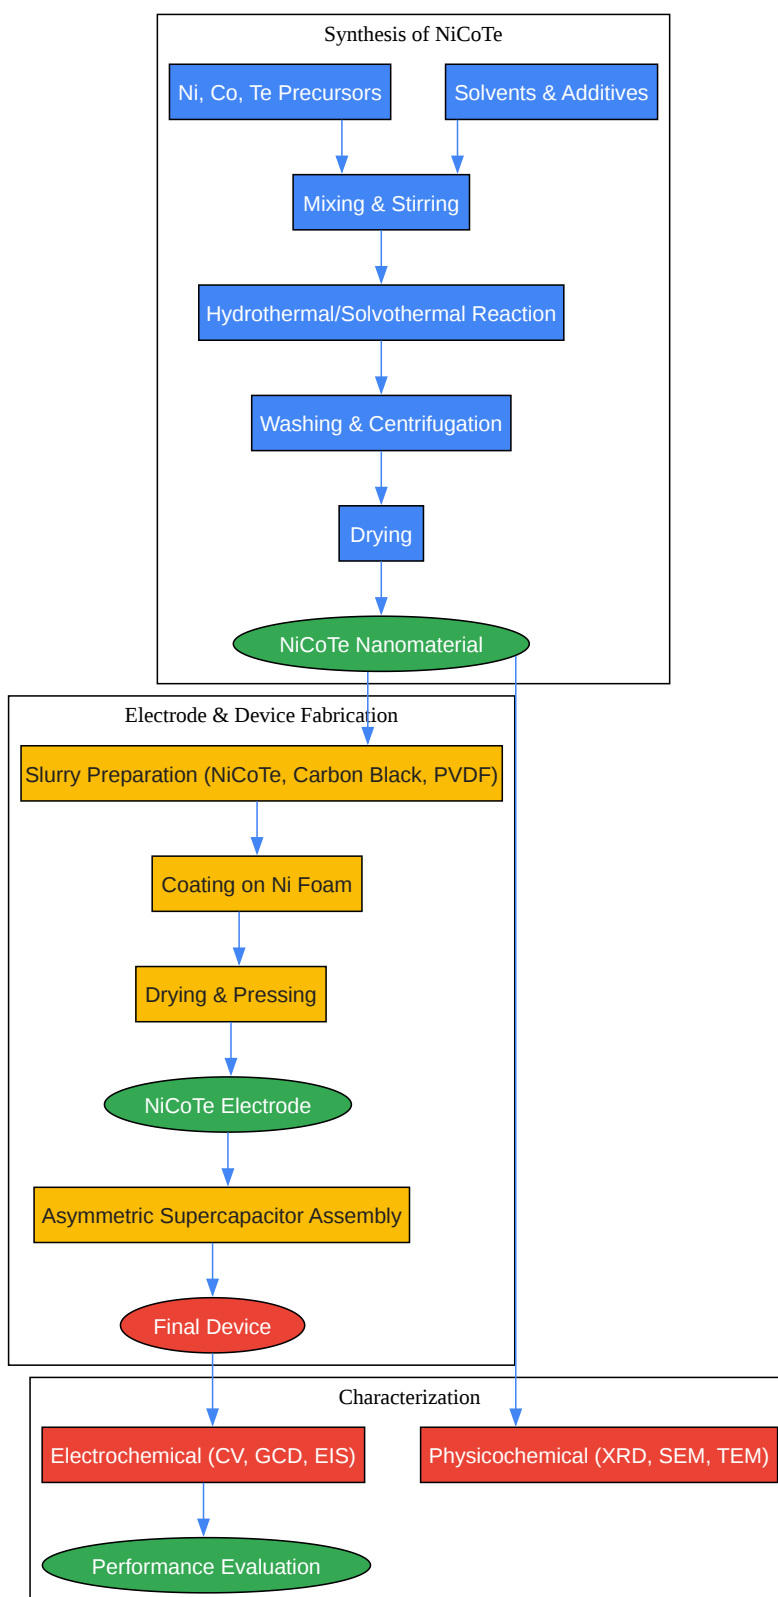 Synthesis of NiCoTe
Ni, Co, Te Precursors
Solvents & Additives
Mixing & Stirring
Hydrothermal/Solvothermal Reaction
Washing & Centrifugation
Drying
NiCoTe Nanomaterial
Electrode & Device Fabrication
Slurry Preparation (NiCoTe, Carbon Black, PVDF)
Coating on Ni Foam
Drying & Pressing
NiCoTe Electrode
Asymmetric Supercapacitor Assembly
Final Device
Characterization
Electrochemical (CV, GCD, EIS)
Physicochemical (XRD, SEM, TEM)
Performance Evaluation